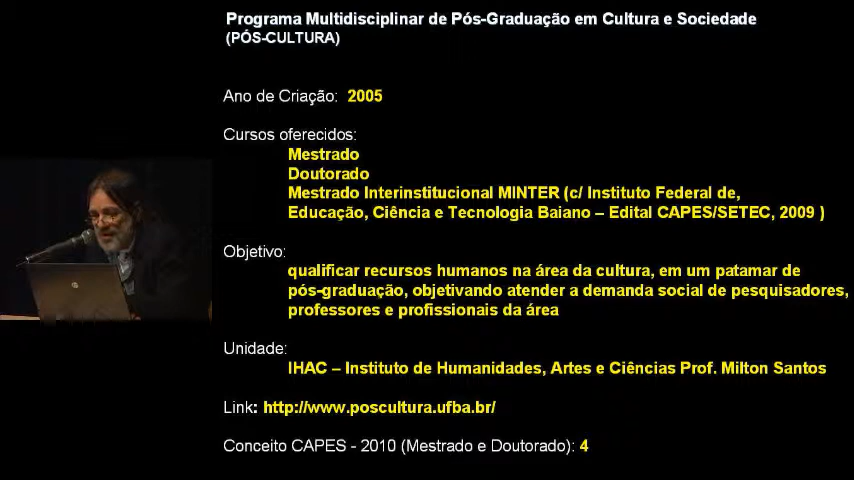 Programa Multidisciplinar de Pós-Graduação em Cultura e Sociedade
(PÓS-CULTURA)
Ano de Criação: 2005
Cursos oferecidos:
Mestrado
Doutorado
Mestrado Interinstitucional MINTER (c/ Instituto Federal de,
Educação, Ciência e Tecnologia Baiano – Edital CAPES/SETEC, 2009 )
Objetivo:
qualificar recursos humanos na área da cultura, em um patamar de
pós-graduação, objetivando atender a demanda social de pesquisadores,
professores e profissionais da área
Unidade:
IHAC – Instituto de Humanidades, Artes e Ciências Prof. Milton Santos
Link: http://www.poscultura.ufba.br/
Conceito CAPES - 2010 (Mestrado e Doutorado): 4